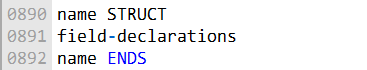 0890 name STRUCT
0891 field-declarations
0892 name ENDS